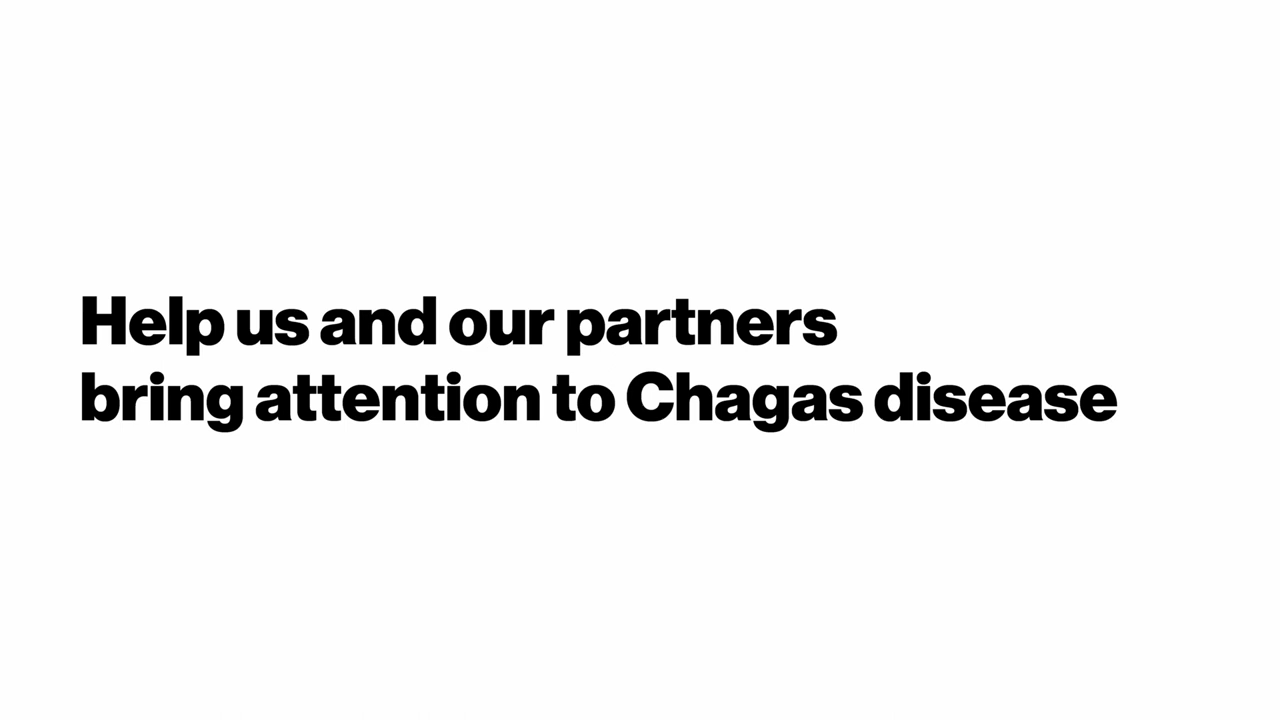 Help us and our partners
bring attention to Chagas disease